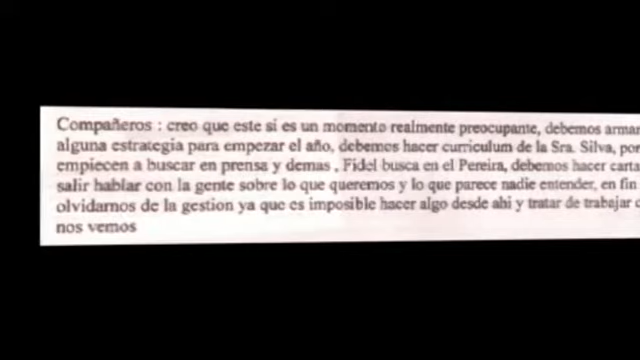 Compañeros : creo que este si es un momento realmente preocupante, debemos armar
alguna estrategia para empezar el año, debemos hacer curriculum de la Sra. Silva, por
empiecen a buscar en prensa y demas , Fidel busca en el Pereira, debemos hacer carta
salir hablar con la gente sobre lo que queremos y lo que parece nadie entender, en fin
olvidarnos de la gestion ya que es imposible hacer algo desde ahi y tratar de trabajar
nos vemos